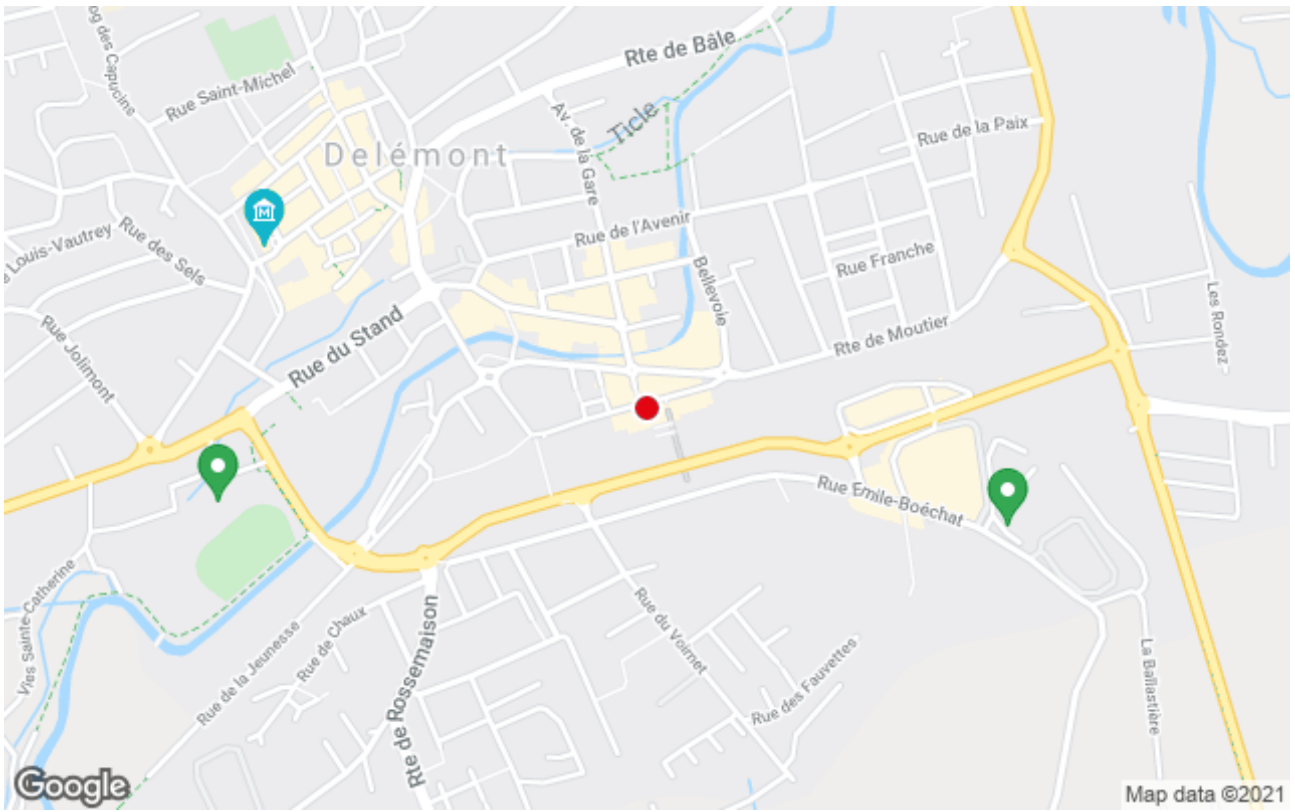 og des Capucins
Rte de Bâle
Rue Saint-Michel
Av. de la Gare
Ticle
Rue de la Paix
Delémont
M
Louis-Vautrey
Rue des Sels
Rue de l'Avenir
Rue Franche
Bellevoie
Les Rondez
Rue du Stand
Rue Jolimont
Rte de Moutier
Rue Emile-Boéchat
Vies Sainte-Catherine
Rue de la Jeunesse
Rue de Chaux
Rte de Rossemaison
Rue du Voirnet
Rue des Fauvettes
La Ballastière
Google
Map data ©2021